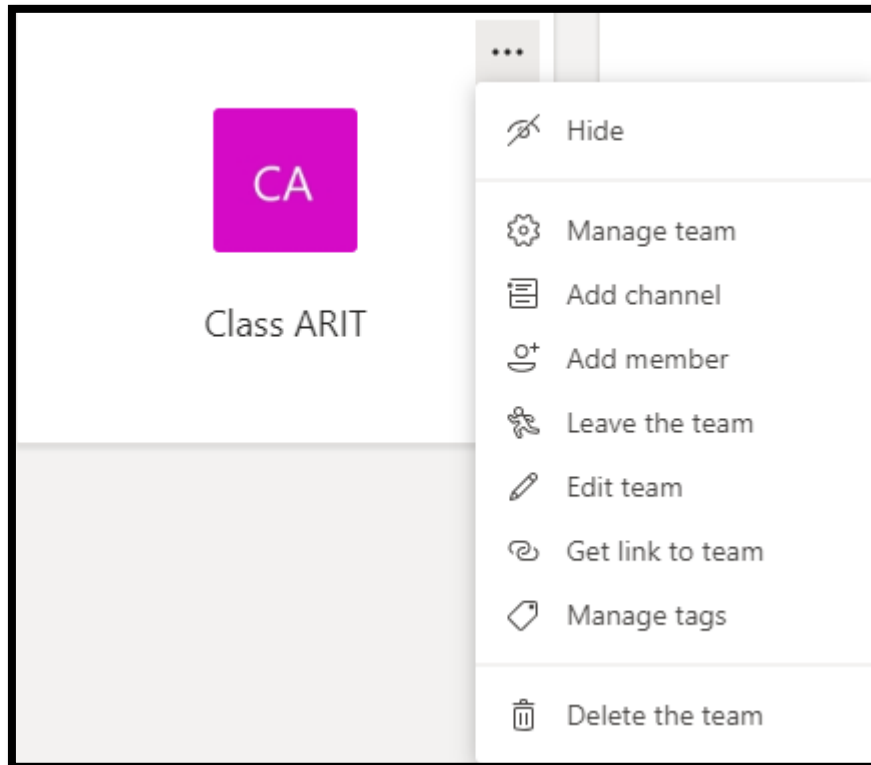 ...
CA
Class ARIT
Hide
Manage team
Add channel
Add member
Leave the team
Edit team
Get link to team
Manage tags
Delete the team